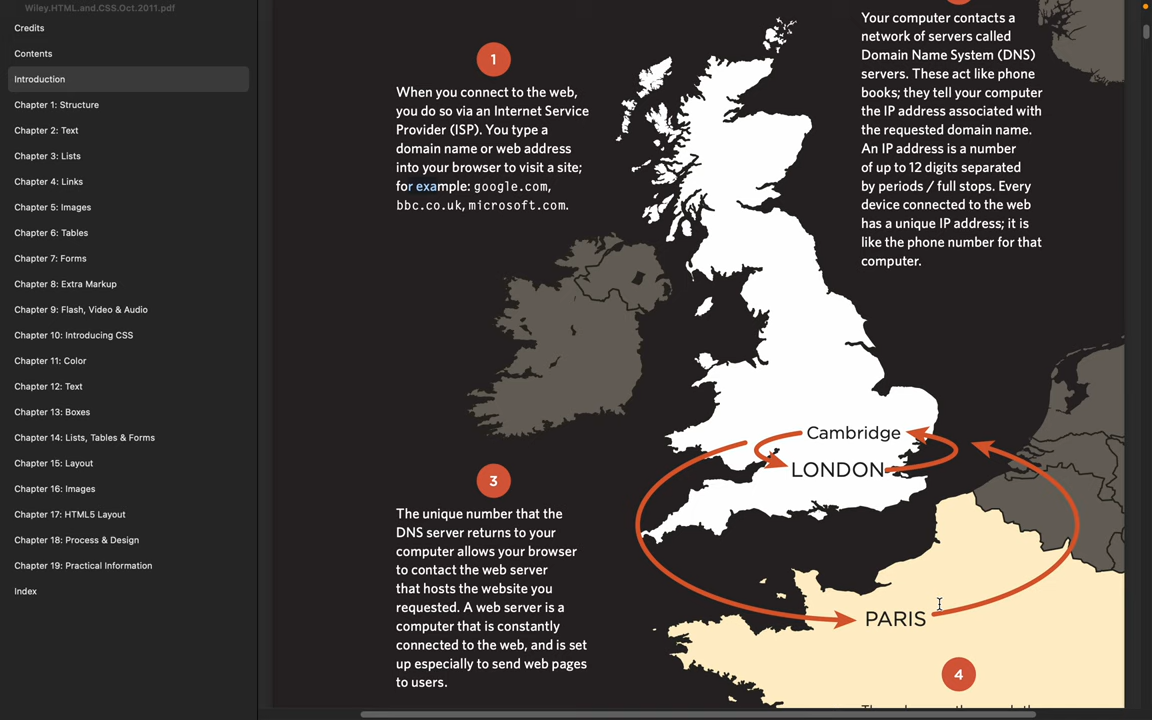 Wiley.HTML.and.CSS.Oct.2011.pdf
Credits
Contents
Introduction
Chapter 1: Structure
Chapter 2: Text
Chapter 3: Lists
Chapter 4: Links
Chapter 5: Images
Chapter 6: Tables
Chapter 7: Forms
Chapter 8: Extra Markup
Chapter 9: Flash, Video & Audio
Chapter 10: Introducing CSS
Chapter 11: Color
Chapter 12: Text
Chapter 13: Boxes
Chapter 14: Lists, Tables & Forms
Chapter 15: Layout
Chapter 16: Images
Chapter 17: HTML5 Layout
Chapter 18: Process & Design
Chapter 19: Practical Information
Index
1
When you connect to the web,
you do so via an Internet Service
Provider (ISP). You type a
domain name or web address
into your browser to visit a site;
for example: google.com,
bbc.co.uk, microsoft.com.
Your computer contacts a
network of servers called
Domain Name System (DNS)
servers. These act like phone
books; they tell your computer
the IP address associated with
the requested domain name.
An IP address is a number
of up to 12 digits separated
by periods / full stops. Every
device connected to the web
has a unique IP address; it is
like the phone number for that
computer.
Cambridge
LONDON
PARIS
3
The unique number that the
DNS server returns to your
computer allows your browser
to contact the web server
that hosts the website you
requested. A web server is a
computer that is constantly
connected to the web, and is set
up especially to send web pages
to users.
4